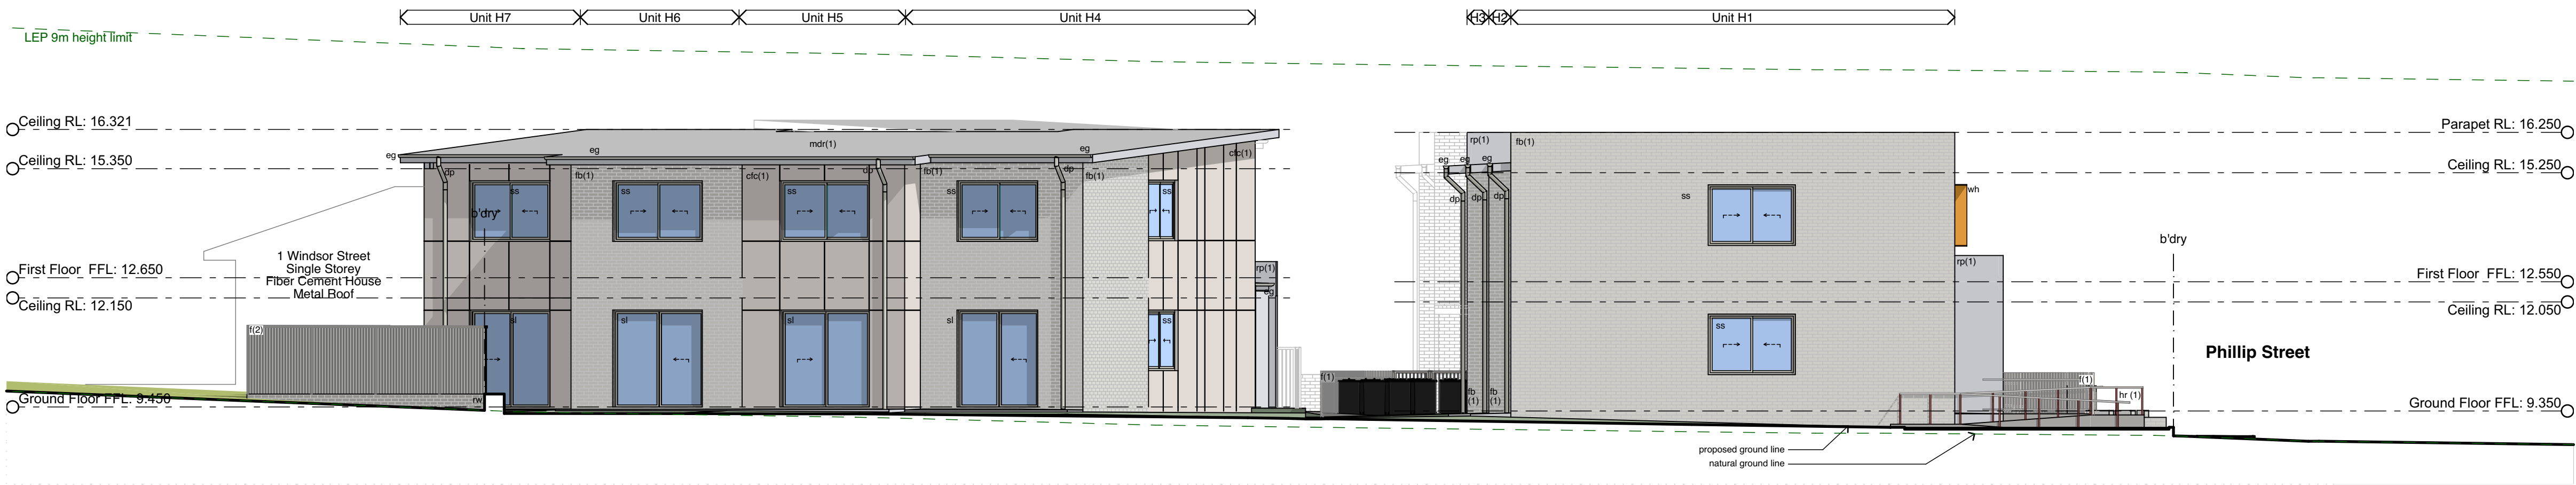 Unit H7
Unit H6
Unit H5
Unit H4
H3
H2
Unit H1
LEP 9m height limit
Ceiling RL: 16.321
Parapet RL: 16.250
Ceiling RL: 15.350
Ceiling RL: 15.250
eg
eg
mdr(1)
eg
cfc(1)
rp(1)
fb(1)
eg
eg
eg
dp
fb(1)
cfc(1)
dp
fb(1)
dp
fb(1)
ss
ss
ss
ss
ss
dp
dp
dp
ss
wh
b'dry
b'dry
1 Windsor Street
Single Storey
Fiber Cement House
Metal Roof
First Floor FFL: 12.650
First Floor FFL: 12.550
Ceiling RL: 12.150
Ceiling RL: 12.050
rp(1)
eg
rp(1)
f(2)
sl
sl
sl
sl
ss
ss
Phillip Street
f(1)
f(1)
hr (1)
fb
(1)
fb
(1)
rw
Ground Floor FFL: 9.450
Ground Floor FFL: 9.350
proposed ground line
natural ground line